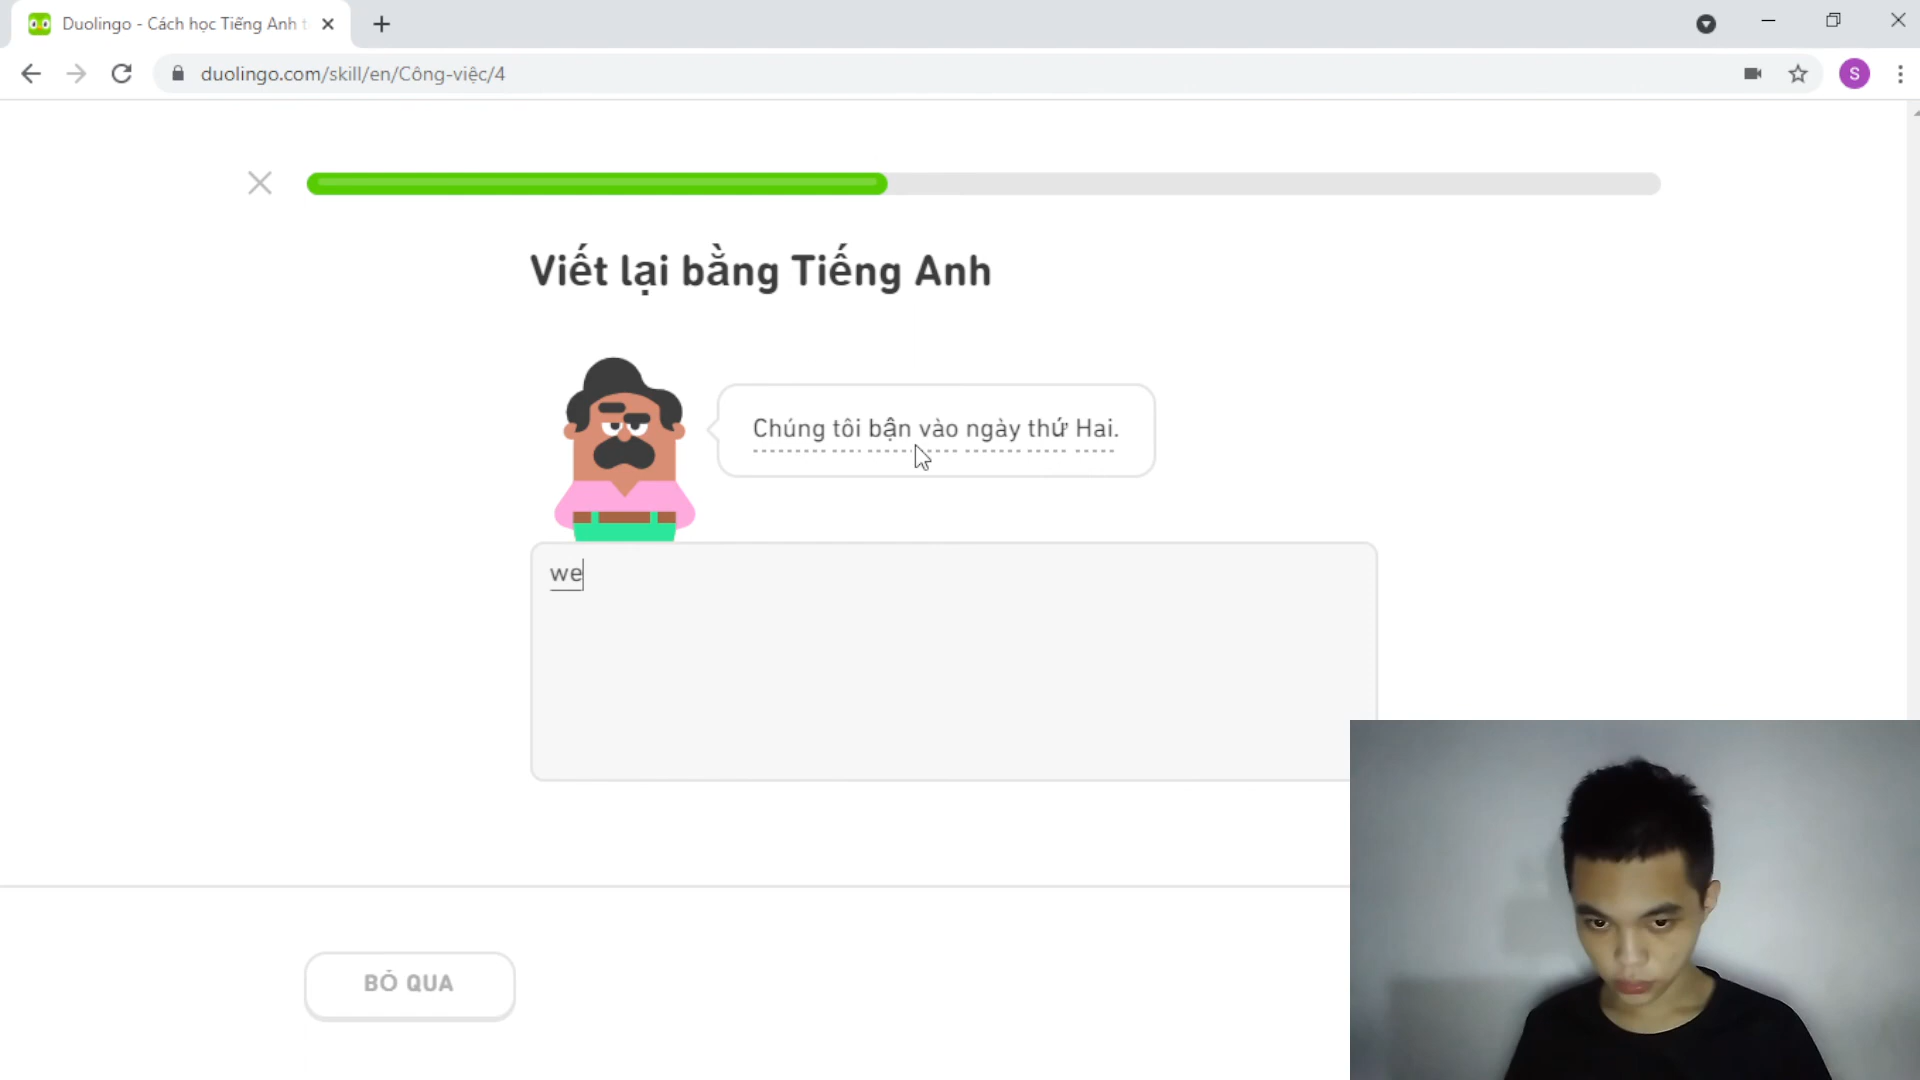 Duolingo - Cách học Tiếng Anh t
duolingo.com/skill/en/Công-việc/4
S
Viết lại bằng Tiếng Anh
Chúng tôi bận vào ngày thứ Hai.
we
BỎ QUA